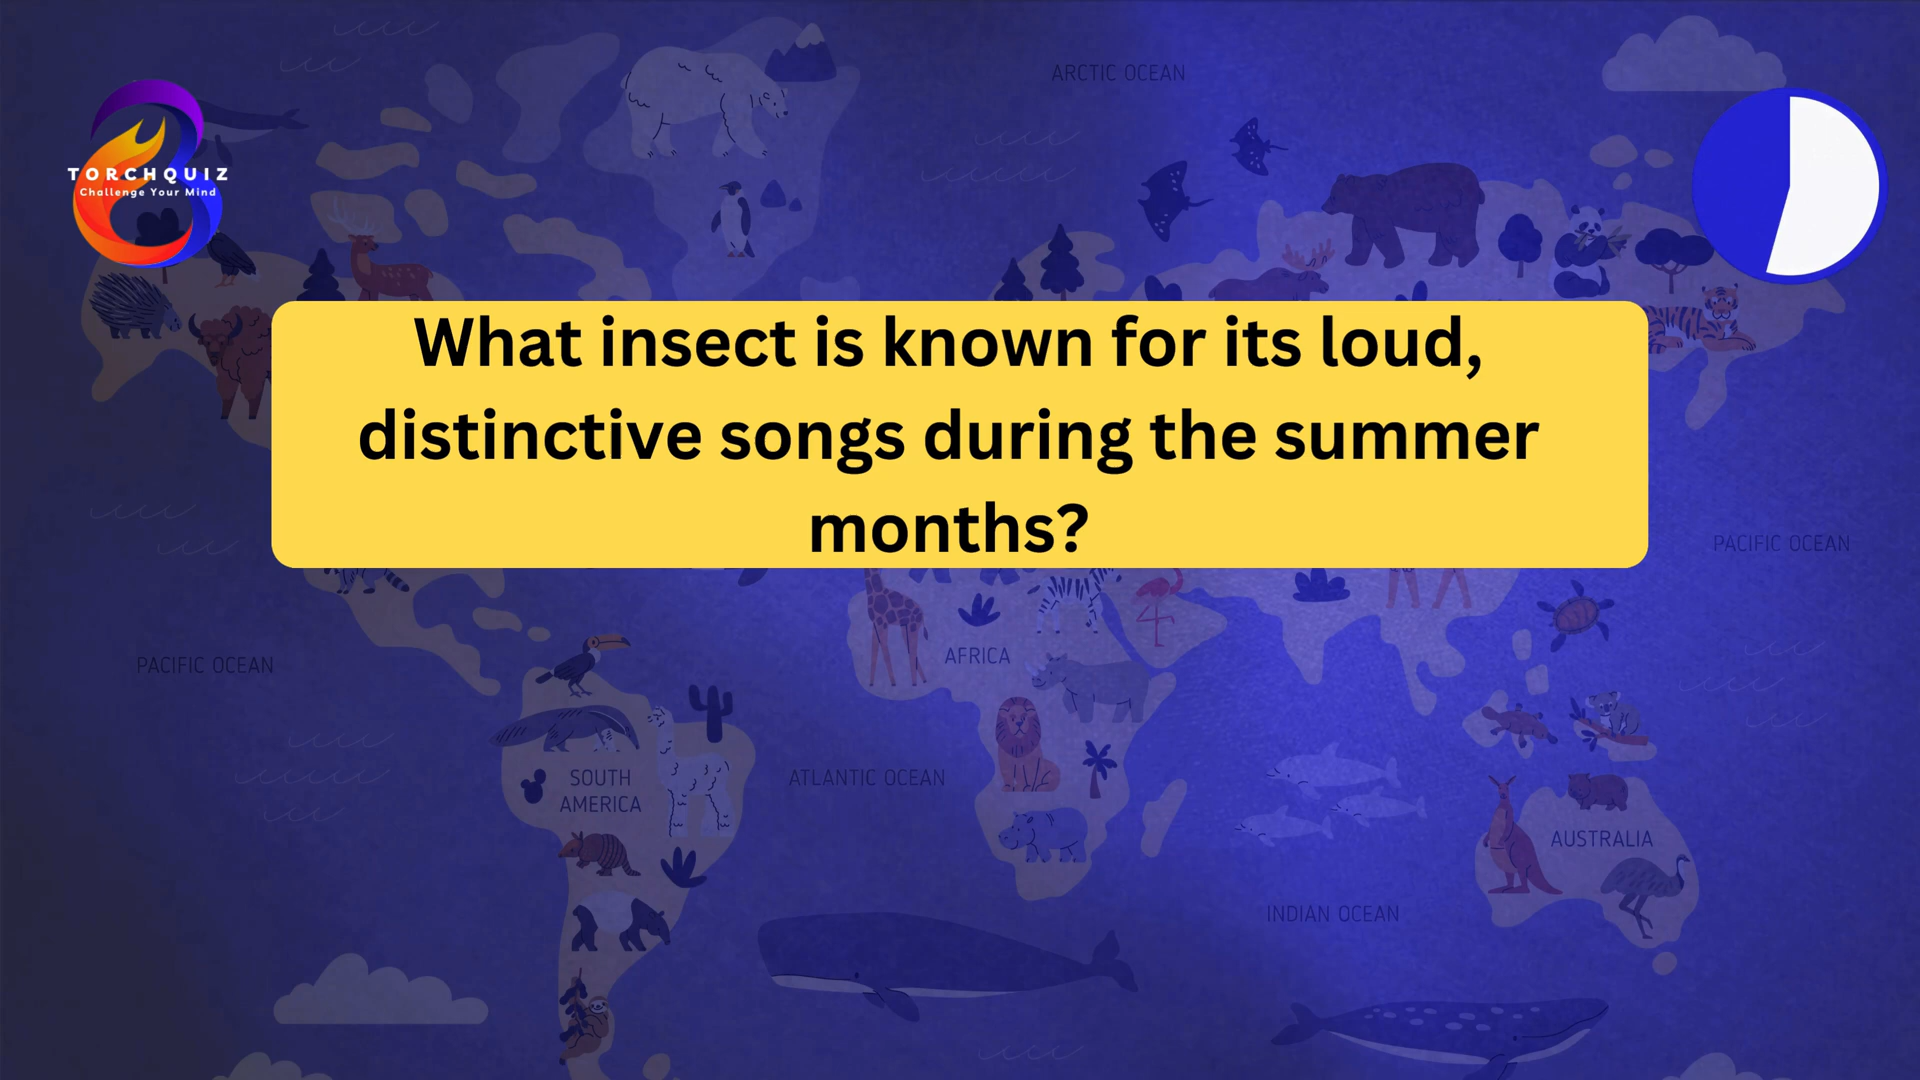 ARCTIC OCEAN
TORCHQUIZ
Challenge Your Mind
What insect is known for its loud,
distinctive songs during the summer
months?
PACIFIC OCEAN
AFRICA
PACIFIC OCEAN
SOUTH
AMERICA
ATLANTIC OCEAN
AUSTRALIA
INDIAN OCEAN